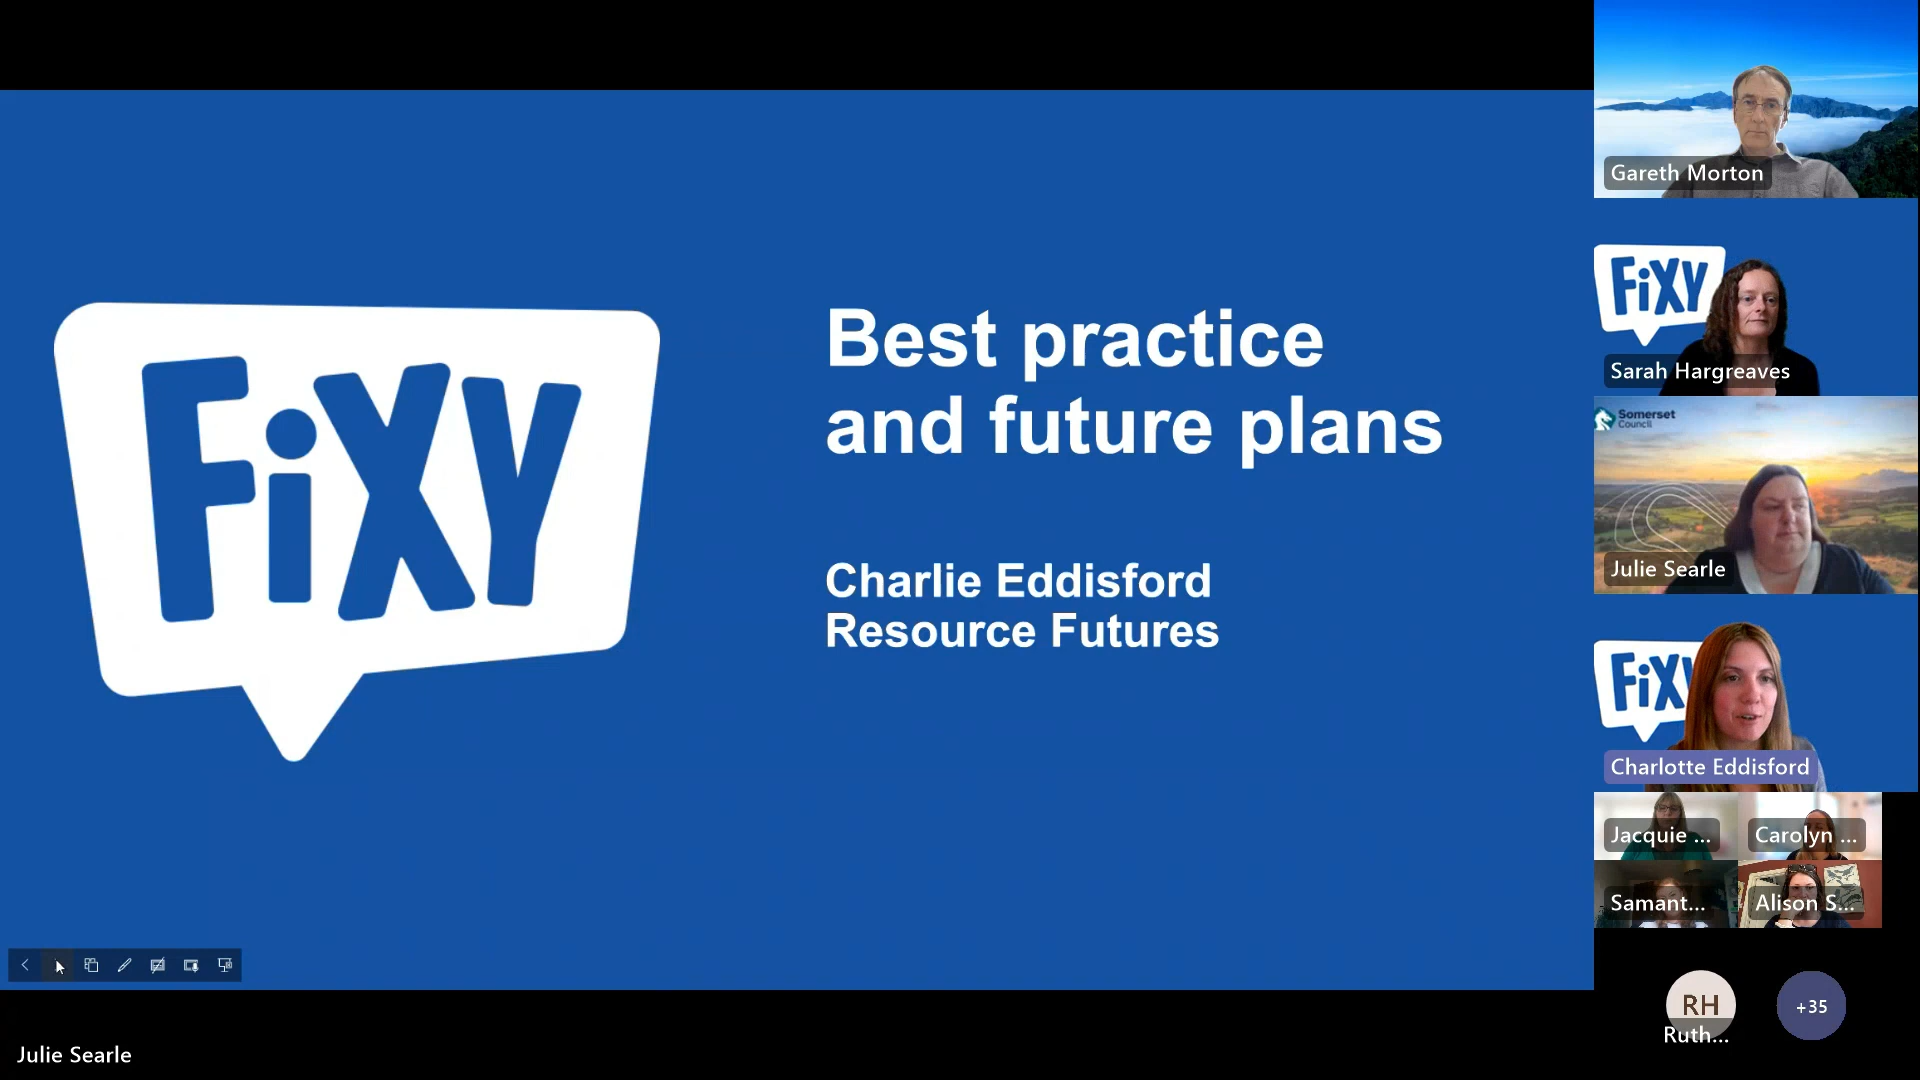 FiXY
Best practice
and future plans
Charlie Eddisford
Resource Futures
Gareth Morton
FiXY
Sarah Hargreaves
Somerset
Council
Julie Searle
FiXY
Charlotte Eddisford
Jacquie ...
Carolyn ...
Samant...
Alison S...
RH
+35
Ruth...
Julie Searle